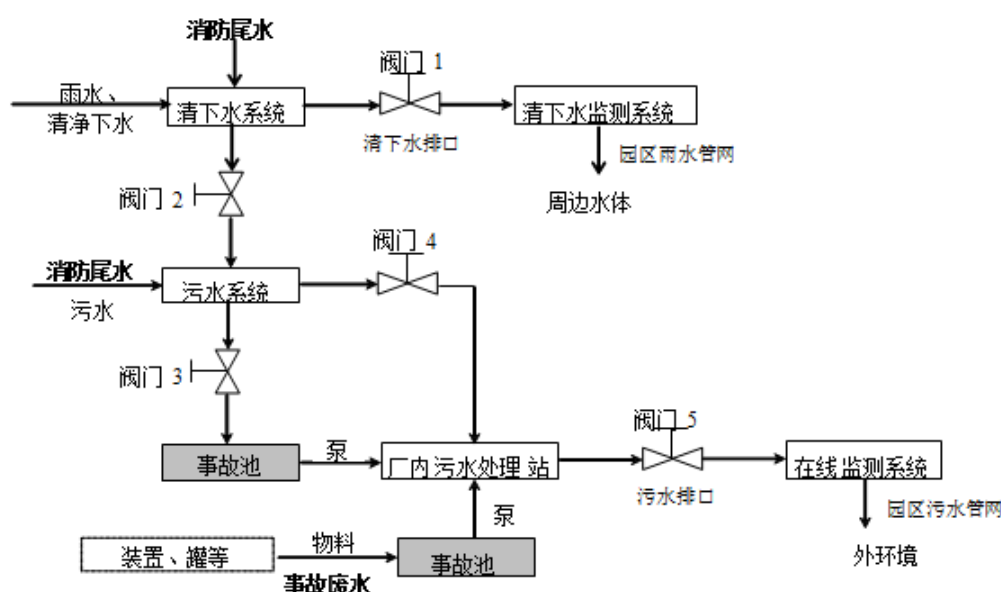 消防尾水
阀门 1
雨水、
清净下水
清下水系统
清下水监测系统
清下水排口
园区雨水管网
阀门 2
周边水体
阀门 4
消防尾水
污水
污水系统
阀门 3
阀门 5
事故池
泵
厂内污水处理 站
在线监测系统
污水排口
园区污水管网
泵
装置、罐等
物料
事故废水
事故池
外环境